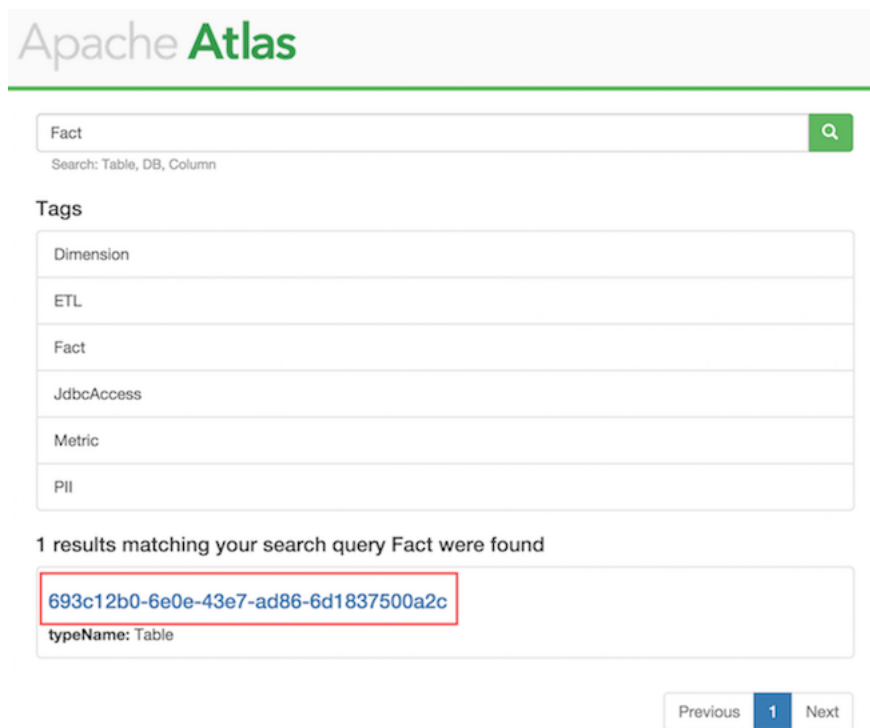 Apache Atlas
Fact
Search: Table, DB, Column
Tags
Dimension
ETL
Fact
JdbcAccess
Metric
PII
1 results matching your search query Fact were found
693c12b0-6e0e-43e7-ad86-6d1837500a2c
typeName: Table
Previous 1 Next